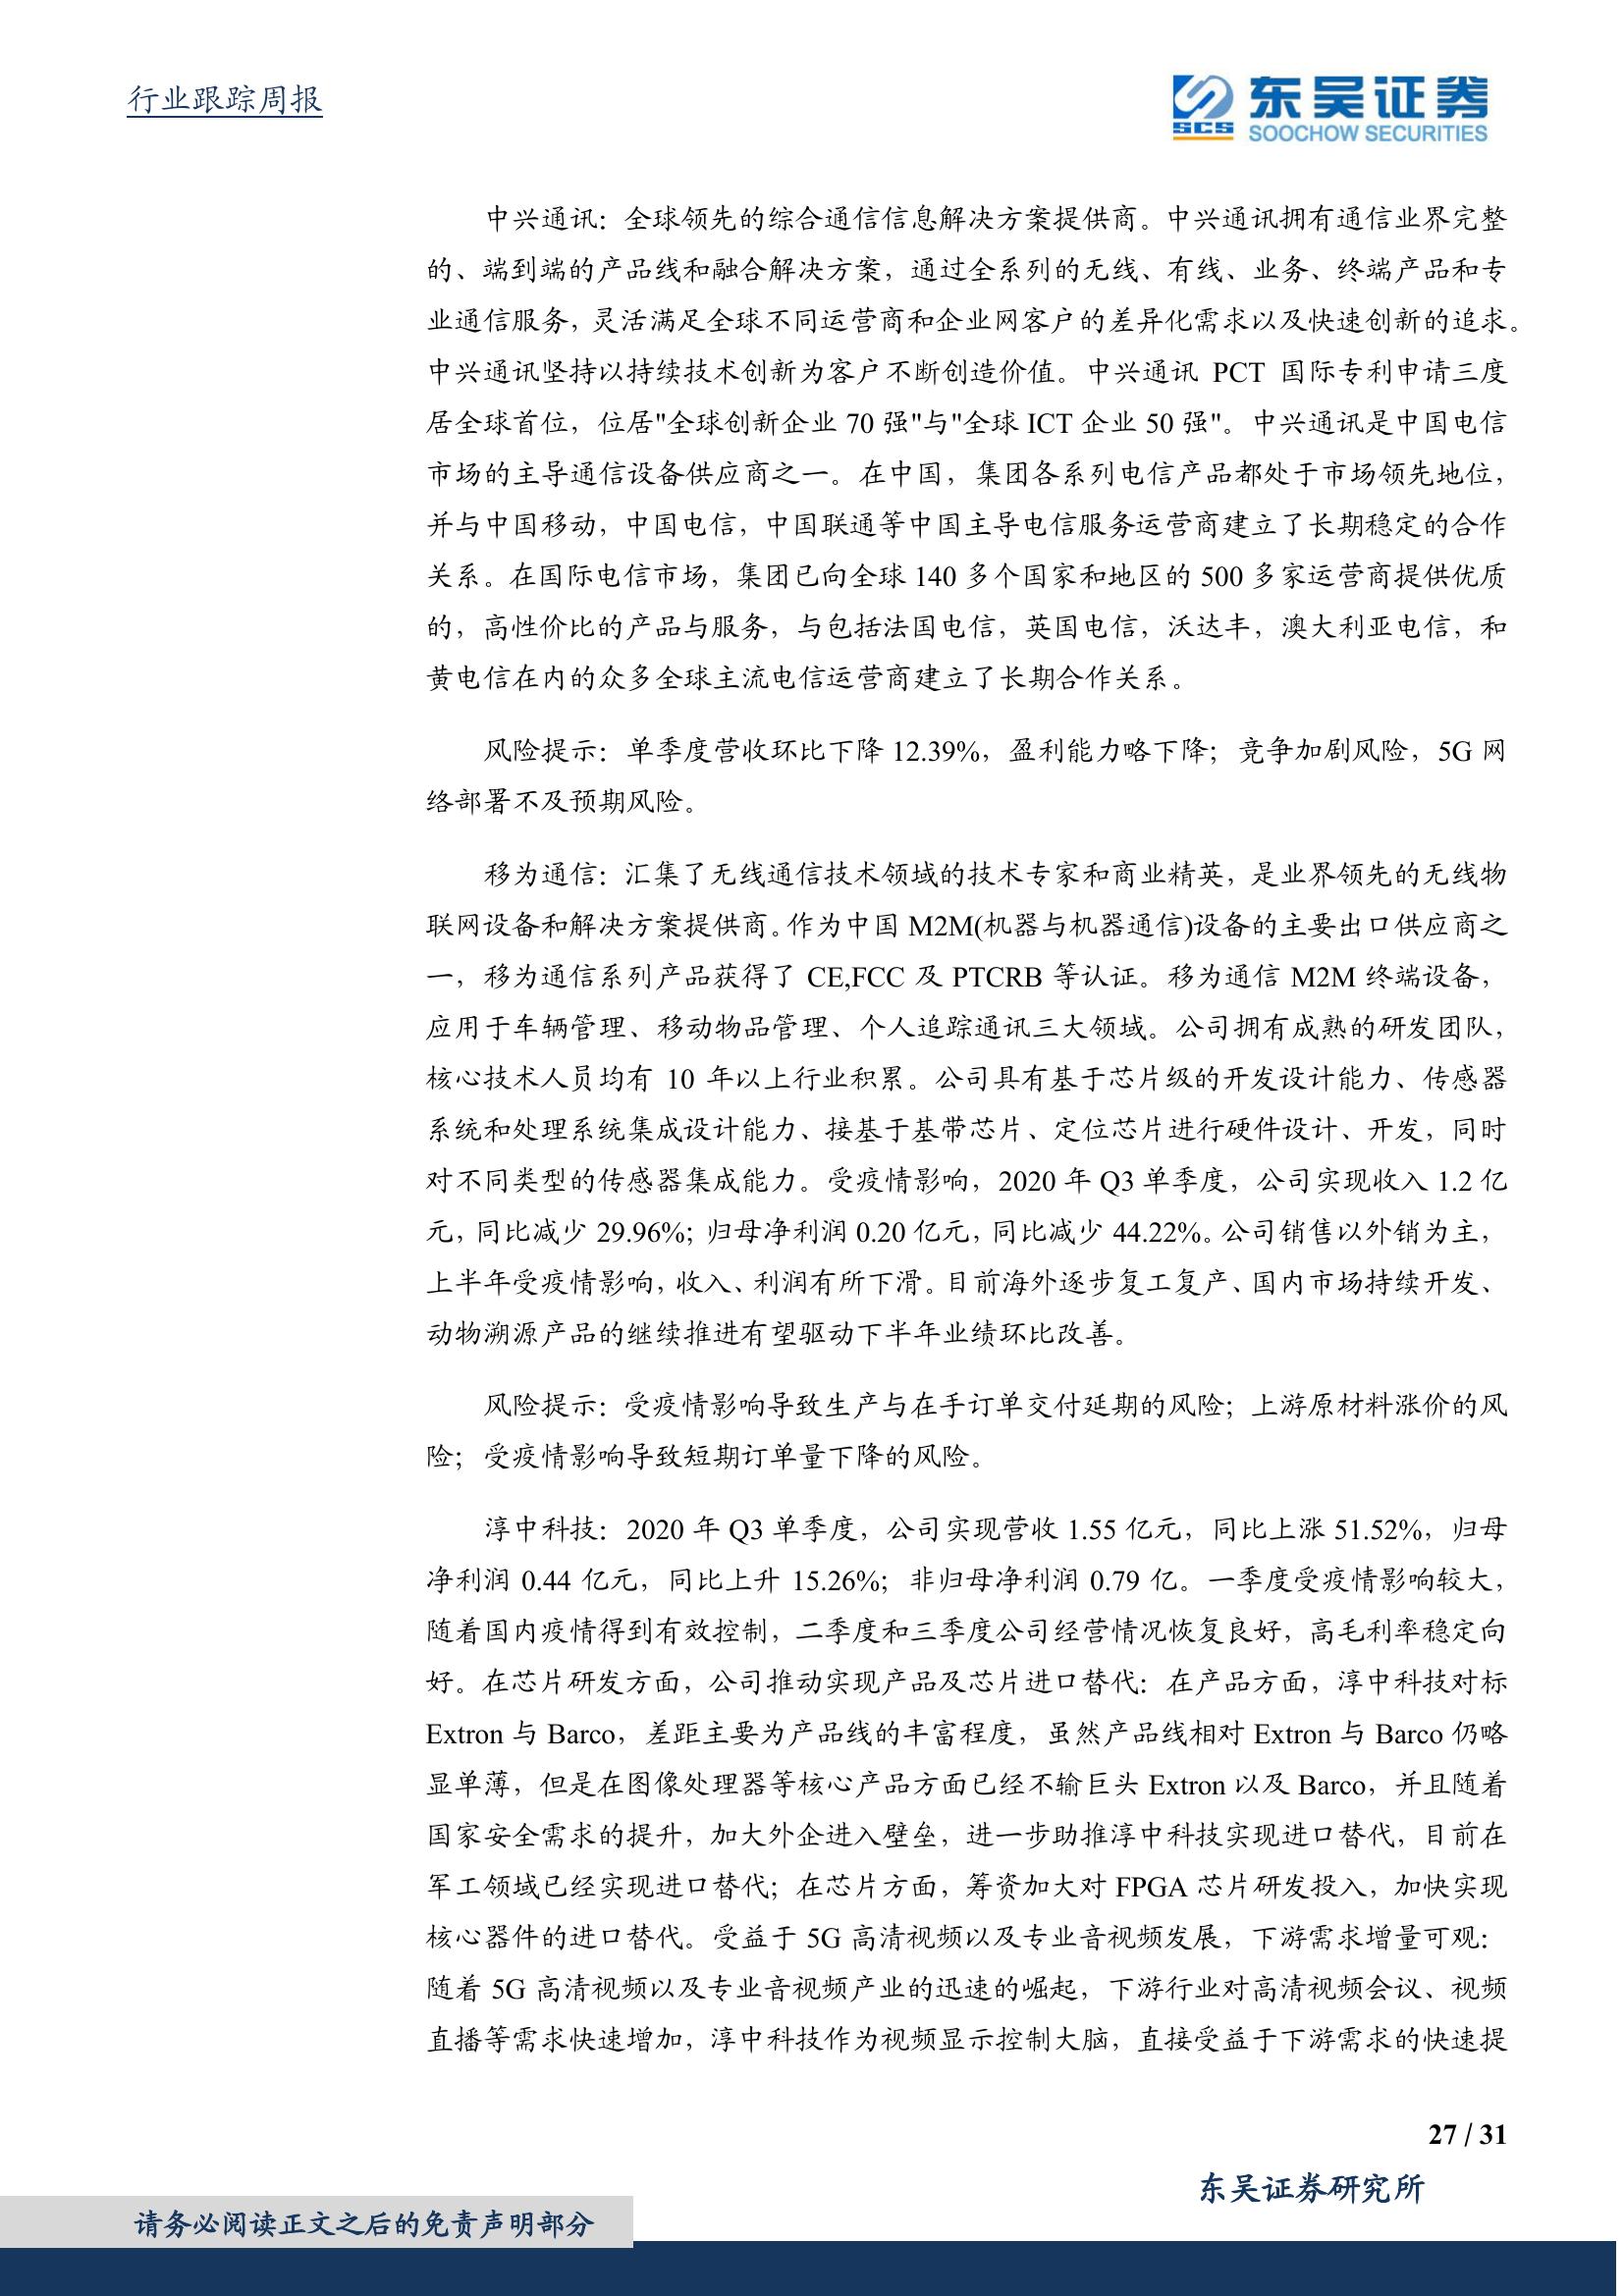 行业跟踪周报
东吴证券
SCS
SOOCHOW SECURITIES
中兴通讯：全球领先的综合通信信息解决方案提供商。中兴通讯拥有通信业界完整
的、端到端的产品线和融合解决方案，通过全系列的无线、有线、业务、终端产品和专
业通信服务，灵活满足全球不同运营商和企业网客户的差异化需求以及快速创新的追求。
中兴通讯坚持以持续技术创新为客户不断创造价值。中兴通讯 PCT 国际专利申请三度
居全球首位，位居"全球创新企业 70 强"与"全球 ICT 企业 50 强"。中兴通讯是中国电信
市场的主导通信设备供应商之一。在中国，集团各系列电信产品都处于市场领先地位，
并与中国移动，中国电信，中国联通等中国主导电信服务运营商建立了长期稳定的合作
关系。在国际电信市场，集团已向全球 140 多个国家和地区的 500 多家运营商提供优质
的，高性价比的产品与服务，与包括法国电信，英国电信，沃达丰，澳大利亚电信，和
黄电信在内的众多全球主流电信运营商建立了长期合作关系。
风险提示：单季度营收环比下降 12.39%，盈利能力略下降；竞争加剧风险，5G 网
络部署不及预期风险。
移为通信：汇集了无线通信技术领域的技术专家和商业精英，是业界领先的无线物
联网设备和解决方案提供商。作为中国 M2M(机器与机器通信)设备的主要出口供应商之
一，移为通信系列产品获得了 CE,FCC 及 PTCRB 等认证。移为通信 M2M 终端设备，
应用于车辆管理、移动物品管理、个人追踪通讯三大领域。公司拥有成熟的研发团队，
核心技术人员均有 10 年以上行业积累。公司具有基于芯片级的开发设计能力、传感器
系统和处理系统集成设计能力、接基于基带芯片、定位芯片进行硬件设计、开发，同时
对不同类型的传感器集成能力。受疫情影响，2020 年 Q3 单季度，公司实现收入 1.2 亿
元，同比减少 29.96%；归母净利润 0.20 亿元，同比减少 44.22%。公司销售以外销为主，
上半年受疫情影响，收入、利润有所下滑。目前海外逐步复工复产、国内市场持续开发、
动物溯源产品的继续推进有望驱动下半年业绩环比改善。
风险提示：受疫情影响导致生产与在手订单交付延期的风险；上游原材料涨价的风
险；受疫情影响导致短期订单量下降的风险。
淳中科技：2020 年 Q3 单季度，公司实现营收 1.55 亿元，同比上涨 51.52%，归母
净利润 0.44 亿元，同比上升 15.26%；非归母净利润 0.79 亿。一季度受疫情影响较大，
随着国内疫情得到有效控制，二季度和三季度公司经营情况恢复良好，高毛利率稳定向
好。在芯片研发方面，公司推动实现产品及芯片进口替代：在产品方面，淳中科技对标
Extron 与 Barco，差距主要为产品线的丰富程度，虽然产品线相对 Extron 与 Barco 仍略
显单薄，但是在图像处理器等核心产品方面已经不输巨头 Extron 以及 Barco，并且随着
国家安全需求的提升，加大外企进入壁垒，进一步助推淳中科技实现进口替代，目前在
军工领域已经实现进口替代；在芯片方面，筹资加大对 FPGA 芯片研发投入，加快实现
核心器件的进口替代。受益于 5G 高清视频以及专业音视频发展，下游需求增量可观：
随着 5G 高清视频以及专业音视频产业的迅速的崛起，下游行业对高清视频会议、视频
直播等需求快速增加，淳中科技作为视频显示控制大脑，直接受益于下游需求的快速提
27 / 31
东吴证券研究所
请务必阅读正文之后的免责声明部分